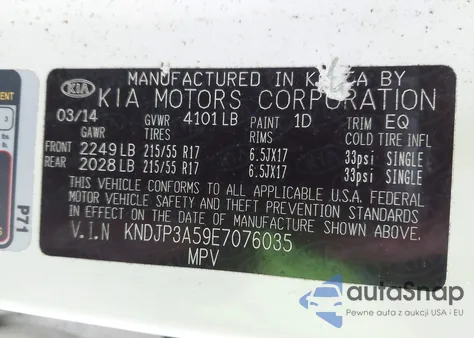 MANUFACTURED IN KOREA BY
KIA KIA MOTORS CORPORATION
03/14 GVWR 4101 LB PAINT 1D TRIM EQ
GAWR TIRES RIMS COLD TIRE INFL
FRONT 2249 LB 215/55 R17 6.5JX17 33psi SINGLE
REAR 2028 LB 215/55 R17 6.5JX17 33psi SINGLE
THIS VEHICLE CONFORMS TO ALL APPLICABLE U.S.A. FEDERAL
MOTOR VEHICLE SAFETY AND THEFT PREVENTION STANDARDS
IN EFFECT ON THE DATE OF MANUFACTURE SHOWN ABOVE.
V.I.N KNDJP3A59E7076035
MPV
P71
3
lbs.
autoSnap
Pewne auta z aukcji USA i EU